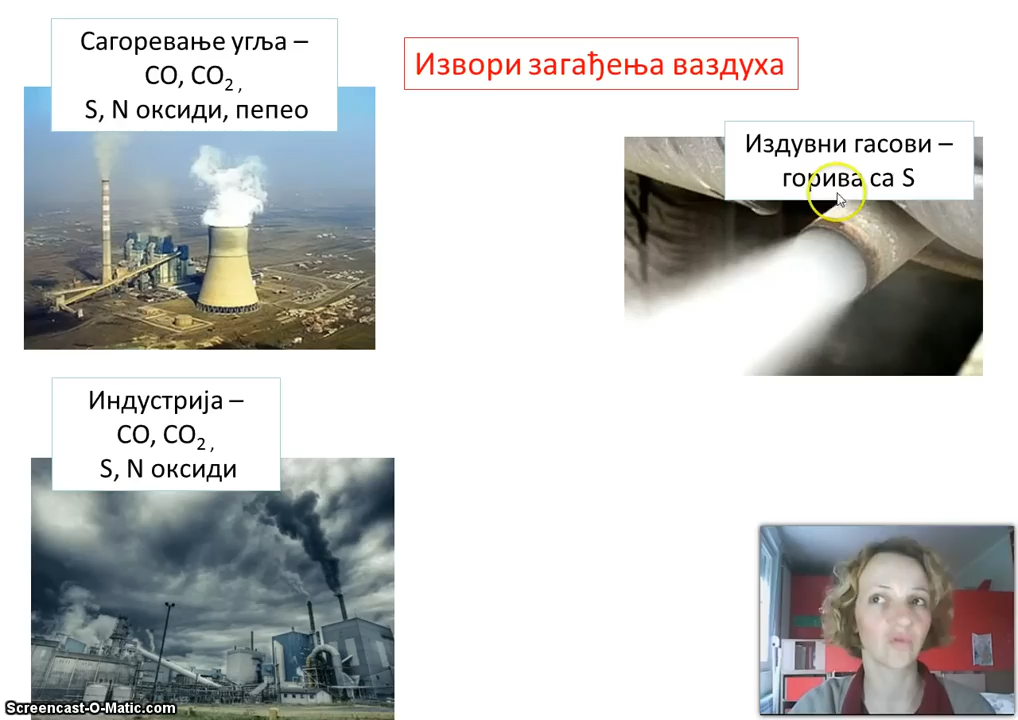 Сагоревање угља –
CO, CO2 ,
S, N оксиди, пепео
Извори загађења ваздуха
Издувни гасови –
горива са S
Индустрија –
CO, CO2 ,
S, N оксиди
Screencast-O-Matic.com